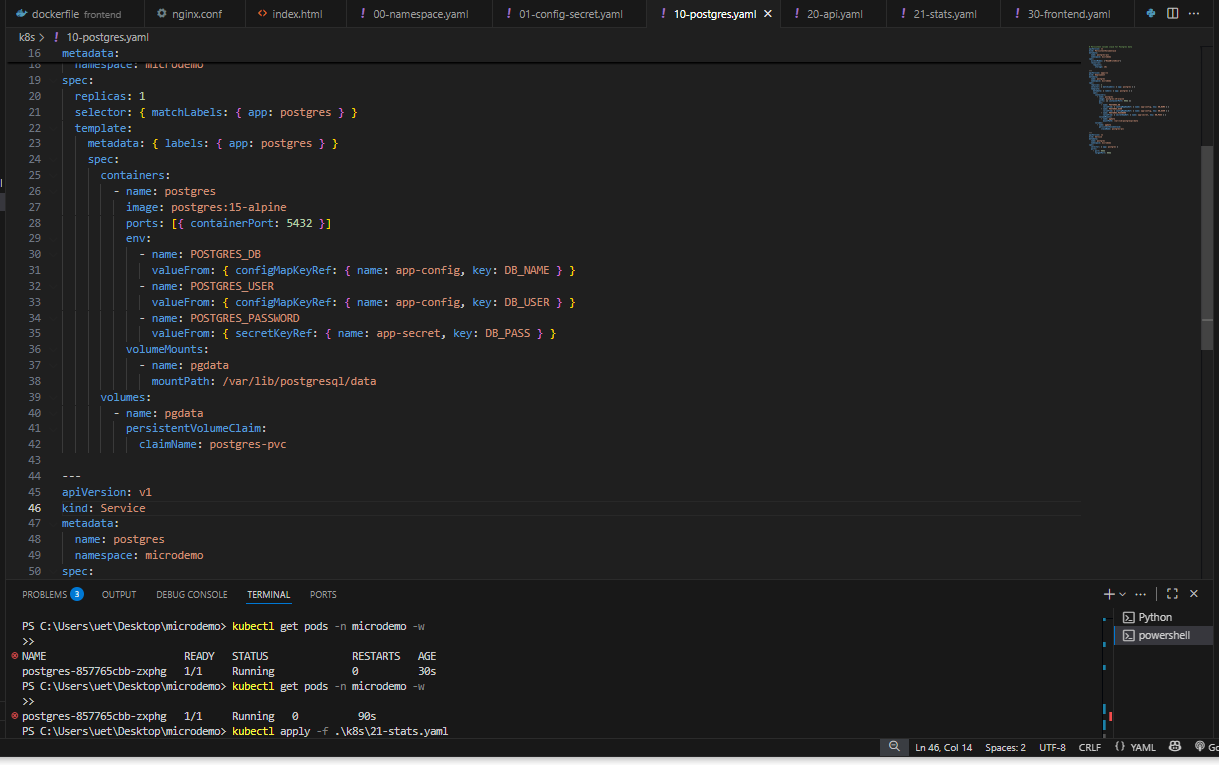 dockerfile frontend
nginx.conf
index.html
00-namespace.yaml
01-config-secret.yaml
10-postgres.yaml
20-api.yaml
21-stats.yaml
30-frontend.yaml
k8s > ! 10-postgres.yaml
16 metadata:
18 namespace: microdemo
19 spec:
20 replicas: 1
21 selector: { matchLabels: { app: postgres } }
22 template:
23 metadata: { labels: { app: postgres } }
24 spec:
25 containers:
26 - name: postgres
27 image: postgres:15-alpine
28 ports: [{ containerPort: 5432 }]
29 env:
30 - name: POSTGRES_DB
31 valueFrom: { configMapKeyRef: { name: app-config, key: DB_NAME } }
32 - name: POSTGRES_USER
33 valueFrom: { configMapKeyRef: { name: app-config, key: DB_USER } }
34 - name: POSTGRES_PASSWORD
35 valueFrom: { secretKeyRef: { name: app-secret, key: DB_PASS } }
36 volumeMounts:
37 - name: pgdata
38 mountPath: /var/lib/postgresql/data
39 volumes:
40 - name: pgdata
41 persistentVolumeClaim:
42 claimName: postgres-pvc
43
44 ---
45 apiVersion: v1
46 kind: Service
47 metadata:
48 name: postgres
49 namespace: microdemo
50 spec:
PROBLEMS 3 OUTPUT DEBUG CONSOLE TERMINAL PORTS
PS C:\Users\uet\Desktop\microdemo> kubectl get pods -n microdemo -w
>>
NAME READY STATUS RESTARTS AGE
postgres-857765cbb-zxphg 1/1 Running 0 30s
PS C:\Users\uet\Desktop\microdemo> kubectl get pods -n microdemo -w
>>
postgres-857765cbb-zxphg 1/1 Running 0 90s
PS C:\Users\uet\Desktop\microdemo> kubectl apply -f .\k8s\21-stats.yaml
Python
powershell
Ln 46, Col 14 Spaces: 2 UTF-8 CRLF {} YAML Go